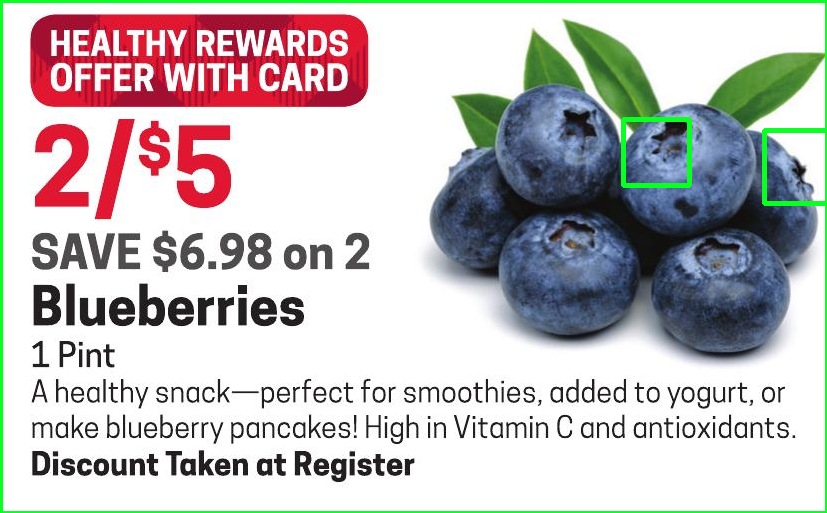 HEALTHY REWARDS
OFFER WITH CARD
2/$5
SAVE $6.98 on 2
Blueberries
1 Pint
A healthy snack—perfect for smoothies, added to yogurt, or
make blueberry pancakes! High in Vitamin C and antioxidants.
Discount Taken at Register